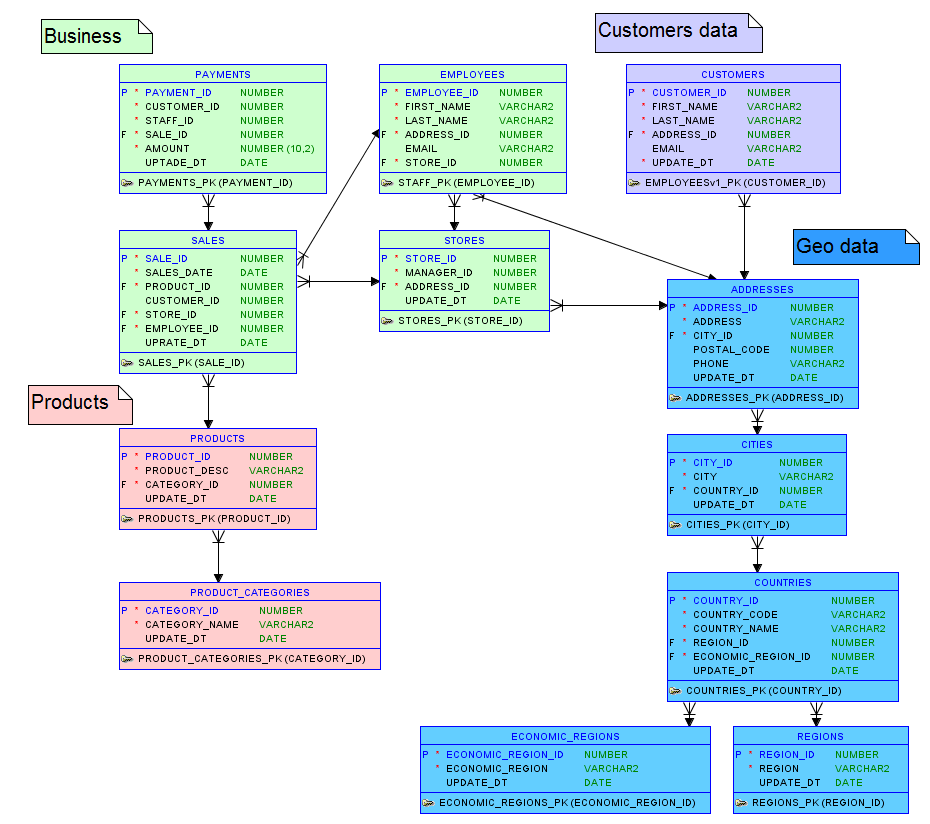 Business
Customers data
PAYMENTS
P * PAYMENT_ID NUMBER
* CUSTOMER_ID NUMBER
* STAFF_ID NUMBER
F * SALE_ID NUMBER
* AMOUNT NUMBER (10,2)
UPTADE_DT DATE
PAYMENTS_PK (PAYMENT_ID)
EMPLOYEES
P * EMPLOYEE_ID NUMBER
* FIRST_NAME VARCHAR2
* LAST_NAME VARCHAR2
F * ADDRESS_ID NUMBER
EMAIL VARCHAR2
F * STORE_ID NUMBER
STAFF_PK (EMPLOYEE_ID)
CUSTOMERS
P * CUSTOMER_ID NUMBER
* FIRST_NAME VARCHAR2
* LAST_NAME VARCHAR2
F * ADDRESS_ID NUMBER
EMAIL VARCHAR2
* UPDATE_DT DATE
EMPLOYEESv1_PK (CUSTOMER_ID)
SALES
P * SALE_ID NUMBER
* SALES_DATE DATE
F * PRODUCT_ID NUMBER
CUSTOMER_ID NUMBER
F * STORE_ID NUMBER
F * EMPLOYEE_ID NUMBER
UPRATE_DT DATE
SALES_PK (SALE_ID)
STORES
P * STORE_ID NUMBER
* MANAGER_ID NUMBER
F * ADDRESS_ID NUMBER
UPDATE_DT DATE
STORES_PK (STORE_ID)
Geo data
ADDRESSES
P * ADDRESS_ID NUMBER
* ADDRESS VARCHAR2
F * CITY_ID NUMBER
POSTAL_CODE NUMBER
PHONE VARCHAR2
UPDATE_DT DATE
ADDRESSES_PK (ADDRESS_ID)
Products
PRODUCTS
P * PRODUCT_ID NUMBER
* PRODUCT_DESC VARCHAR2
F * CATEGORY_ID NUMBER
UPDATE_DT DATE
PRODUCTS_PK (PRODUCT_ID)
CITIES
P * CITY_ID NUMBER
* CITY VARCHAR2
F * COUNTRY_ID NUMBER
UPDATE_DT DATE
CITIES_PK (CITY_ID)
PRODUCT_CATEGORIES
P * CATEGORY_ID NUMBER
* CATEGORY_NAME VARCHAR2
UPDATE_DT DATE
PRODUCT_CATEGORIES_PK (CATEGORY_ID)
COUNTRIES
P * COUNTRY_ID NUMBER
* COUNTRY_CODE VARCHAR2
* COUNTRY_NAME VARCHAR2
F * REGION_ID NUMBER
F * ECONOMIC_REGION_ID NUMBER
UPDATE_DT DATE
COUNTRIES_PK (COUNTRY_ID)
ECONOMIC_REGIONS
P * ECONOMIC_REGION_ID NUMBER
* ECONOMIC_REGION VARCHAR2
UPDATE_DT DATE
ECONOMIC_REGIONS_PK (ECONOMIC_REGION_ID)
REGIONS
P * REGION_ID NUMBER
* REGION VARCHAR2
UPDATE_DT DATE
REGIONS_PK (REGION_ID)